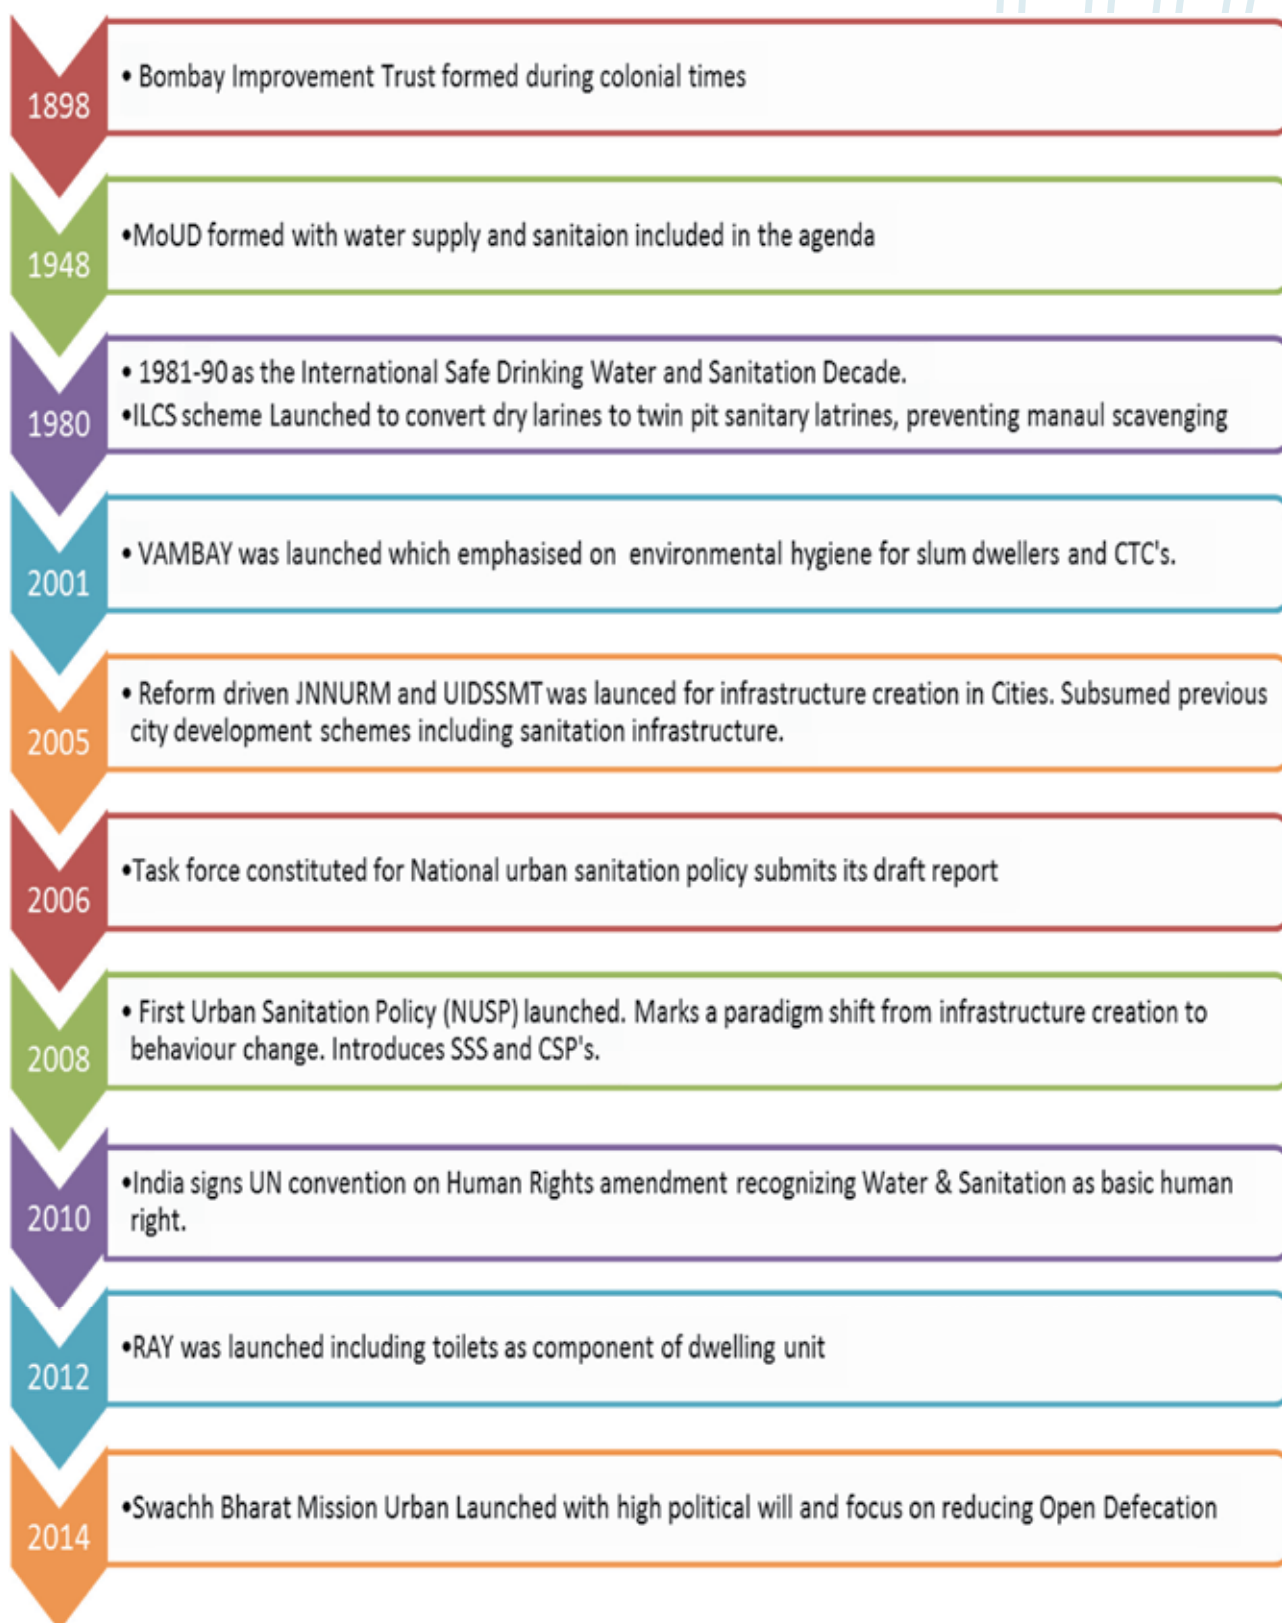 1898
• Bombay Improvement Trust formed during colonial times
1948
•MoUD formed with water supply and sanitaion included in the agenda
1980
• 1981-90 as the International Safe Drinking Water and Sanitation Decade.
•ILCS scheme Launched to convert dry larines to twin pit sanitary latrines, preventing manaul scavenging
2001
• VAMBAY was launched which emphasised on environmental hygiene for slum dwellers and CTC's.
2005
• Reform driven JNNURM and UIDSSMT was launced for infrastructure creation in Cities. Subsumed previous
city development schemes including sanitation infrastructure.
2006
•Task force constituted for National urban sanitation policy submits its draft report
2008
• First Urban Sanitation Policy (NUSP) launched. Marks a paradigm shift from infrastructure creation to
behaviour change. Introduces SSS and CSP's.
2010
•India signs UN convention on Human Rights amendment recognizing Water & Sanitation as basic human
right.
2012
•RAY was launched including toilets as component of dwelling unit
2014
•Swachh Bharat Mission Urban Launched with high political will and focus on reducing Open Defecation